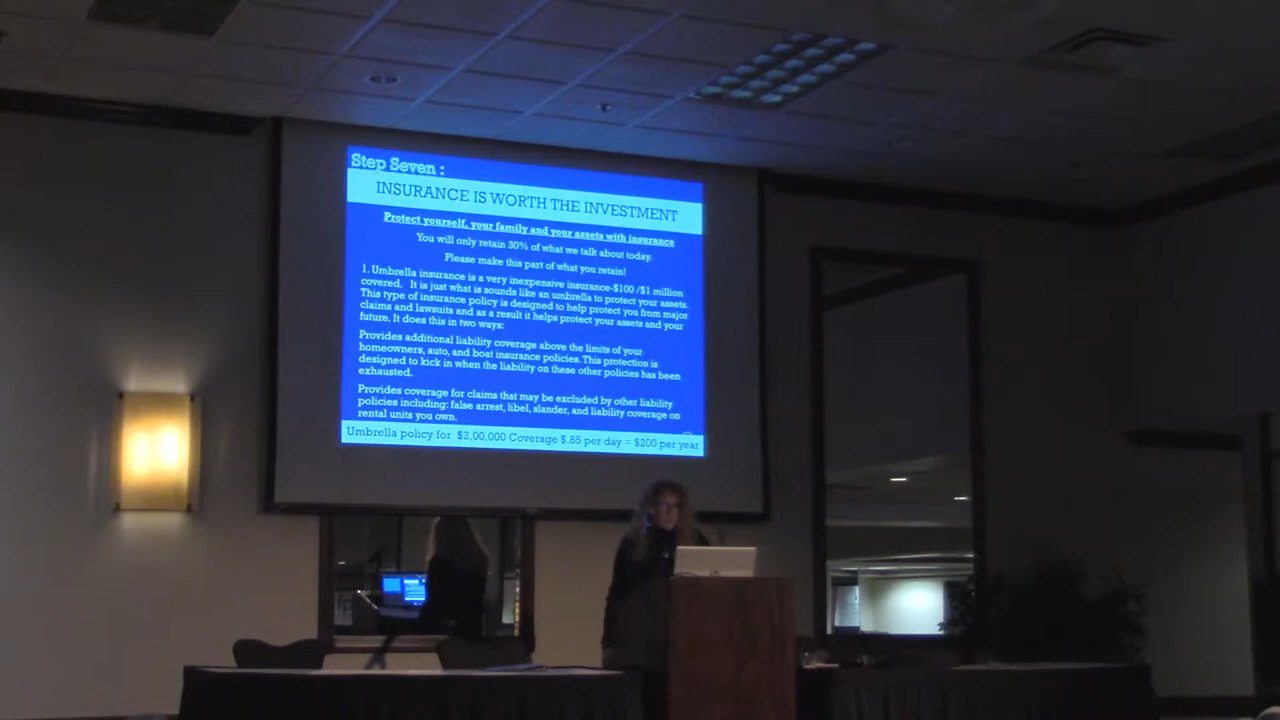 Step Seven :
INSURANCE IS WORTH THE INVESTMENT
Protect yourself, your family and your assets with insurance
You will only retain 30% of what we talk about today.
Please make this part of what you retain!
1. Umbrella insurance is a very inexpensive insurance-$100 /$1 million
covered. It is just what is sounds like an umbrella to protect your assets.
This type of insurance policy is designed to help protect you from major
claims and lawsuits and as a result it helps protect your assets and your
future. It does this in two ways:
Provides additional liability coverage above the limits of your
homeowners, auto, and boat insurance policies. This protection is
designed to kick in when the liability on these other policies has been
exhausted.
Provides coverage for claims that may be excluded by other liability
policies including: false arrest, libel, slander, and liability coverage on
rental units you own.
Umbrella policy for $2,00,000 Coverage $.85 per day = $200 per year